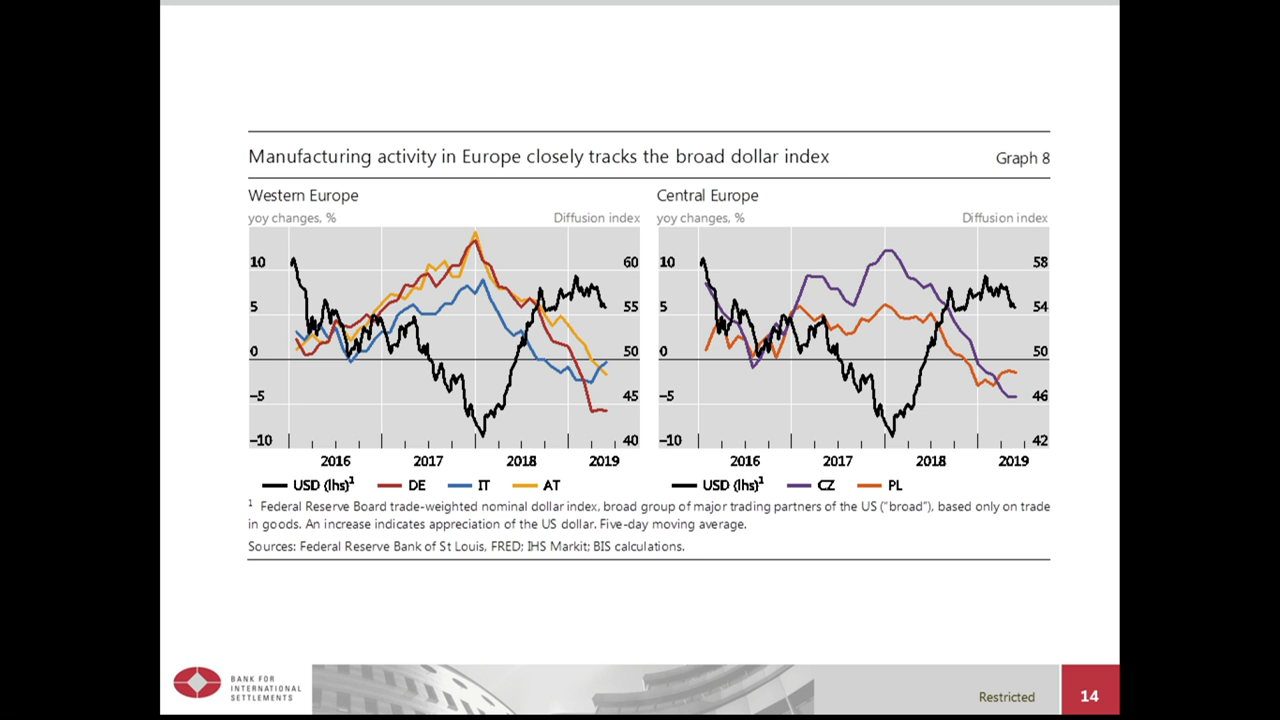 Manufacturing activity in Europe closely tracks the broad dollar index
Graph 8
Western Europe
yoy changes, %
Diffusion index
10
5
0
–5
–10
60
55
50
45
40
2016
2017
2018
2019
USD (lhs)¹
DE
IT
AT
Central Europe
yoy changes, %
Diffusion index
10
5
0
–5
–10
58
54
50
46
42
2016
2017
2018
2019
USD (lhs)¹
CZ
PL
¹ Federal Reserve Board trade-weighted nominal dollar index, broad group of major trading partners of the US ("broad"), based only on trade
in goods. An increase indicates appreciation of the US dollar. Five-day moving average.
Sources: Federal Reserve Bank of St Louis, FRED; IHS Markit; BIS calculations.
BANK FOR
INTERNATIONAL
SETTLEMENTS
Restricted
14